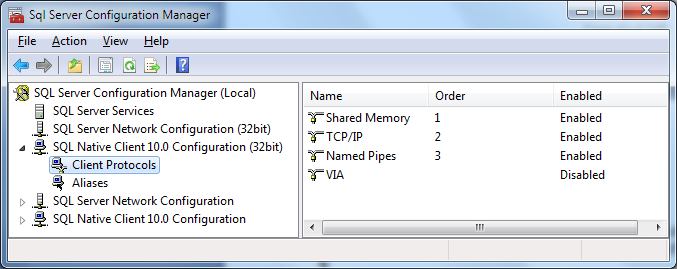 Sql Server Configuration Manager
File Action View Help
SQL Server Configuration Manager (Local)
SQL Server Services
SQL Server Network Configuration (32bit)
SQL Native Client 10.0 Configuration (32bit)
Client Protocols
Aliases
SQL Server Network Configuration
SQL Native Client 10.0 Configuration
Name Order Enabled
Shared Memory 1 Enabled
TCP/IP 2 Enabled
Named Pipes 3 Enabled
VIA Disabled